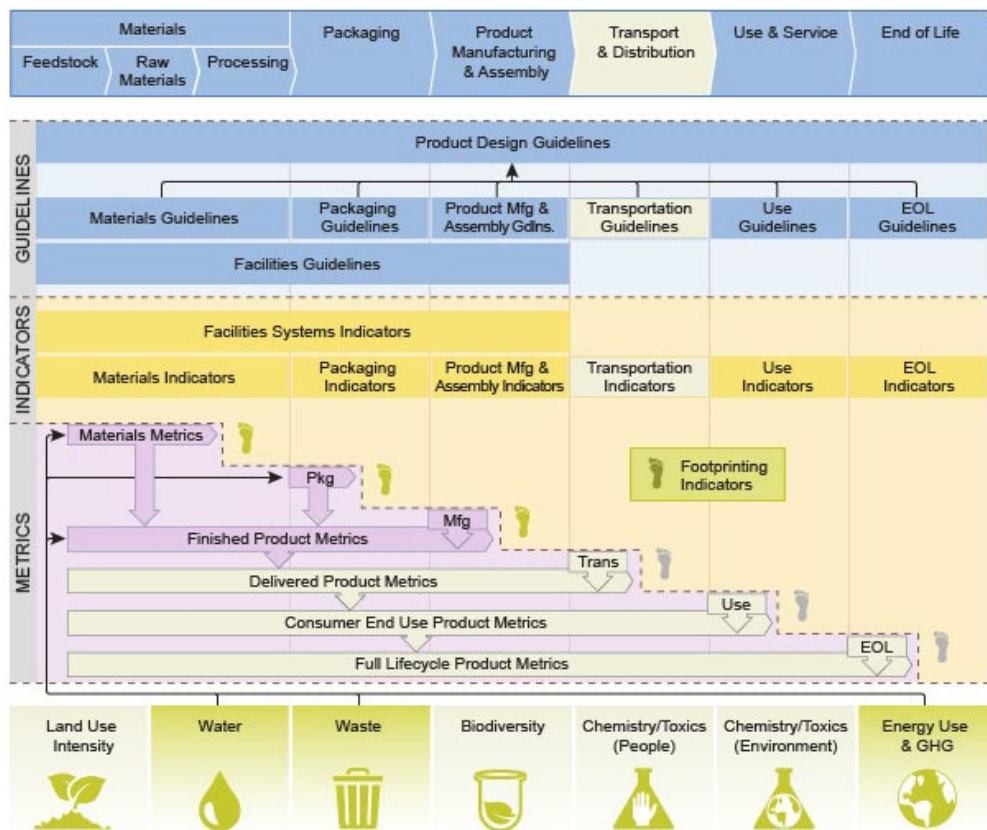 Materials
Feedstock
Raw
Materials
Processing
Packaging
Product
Manufacturing
& Assembly
Transport
& Distribution
Use & Service
End of Life
GUIDELINES
Product Design Guidelines
Materials Guidelines
Packaging
Guidelines
Product Mfg &
Assembly Gdlns.
Transportation
Guidelines
Use
Guidelines
EOL
Guidelines
Facilities Guidelines
INDICATORS
Facilities Systems Indicators
Materials Indicators
Packaging
Indicators
Product Mfg &
Assembly Indicators
Transportation
Indicators
Use
Indicators
EOL
Indicators
METRICS
Materials Metrics
Pkg
Footprinting
Indicators
Mfg
Finished Product Metrics
Trans
Delivered Product Metrics
Use
Consumer End Use Product Metrics
EOL
Full Lifecycle Product Metrics
Land Use
Intensity
Water
Waste
Biodiversity
Chemistry/Toxics
(People)
Chemistry/Toxics
(Environment)
Energy Use
& GHG